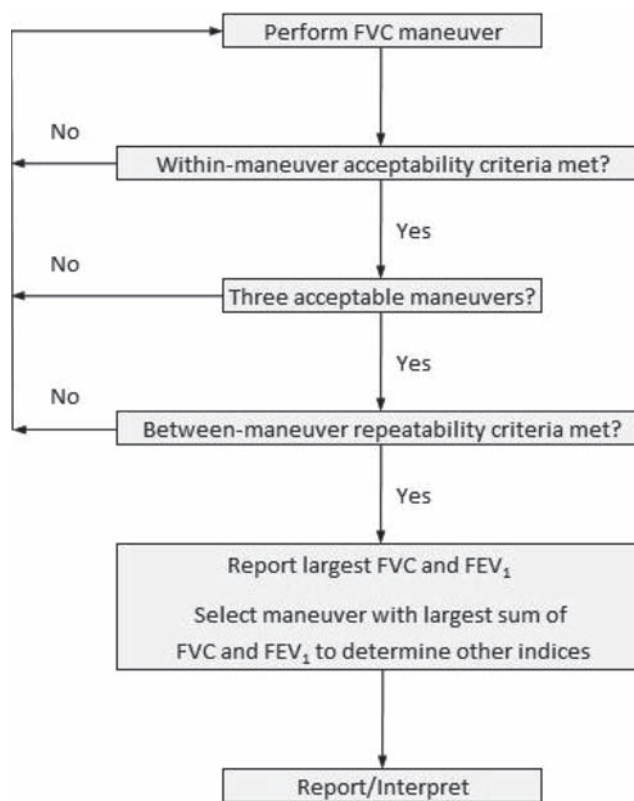 Perform FVC maneuver
No
Within-maneuver acceptability criteria met?
Yes
No
Three acceptable maneuvers?
Yes
No
Between-maneuver repeatability criteria met?
Yes
Report largest FVC and FEV₁
Select maneuver with largest sum of
FVC and FEV₁ to determine other indices
Report/Interpret